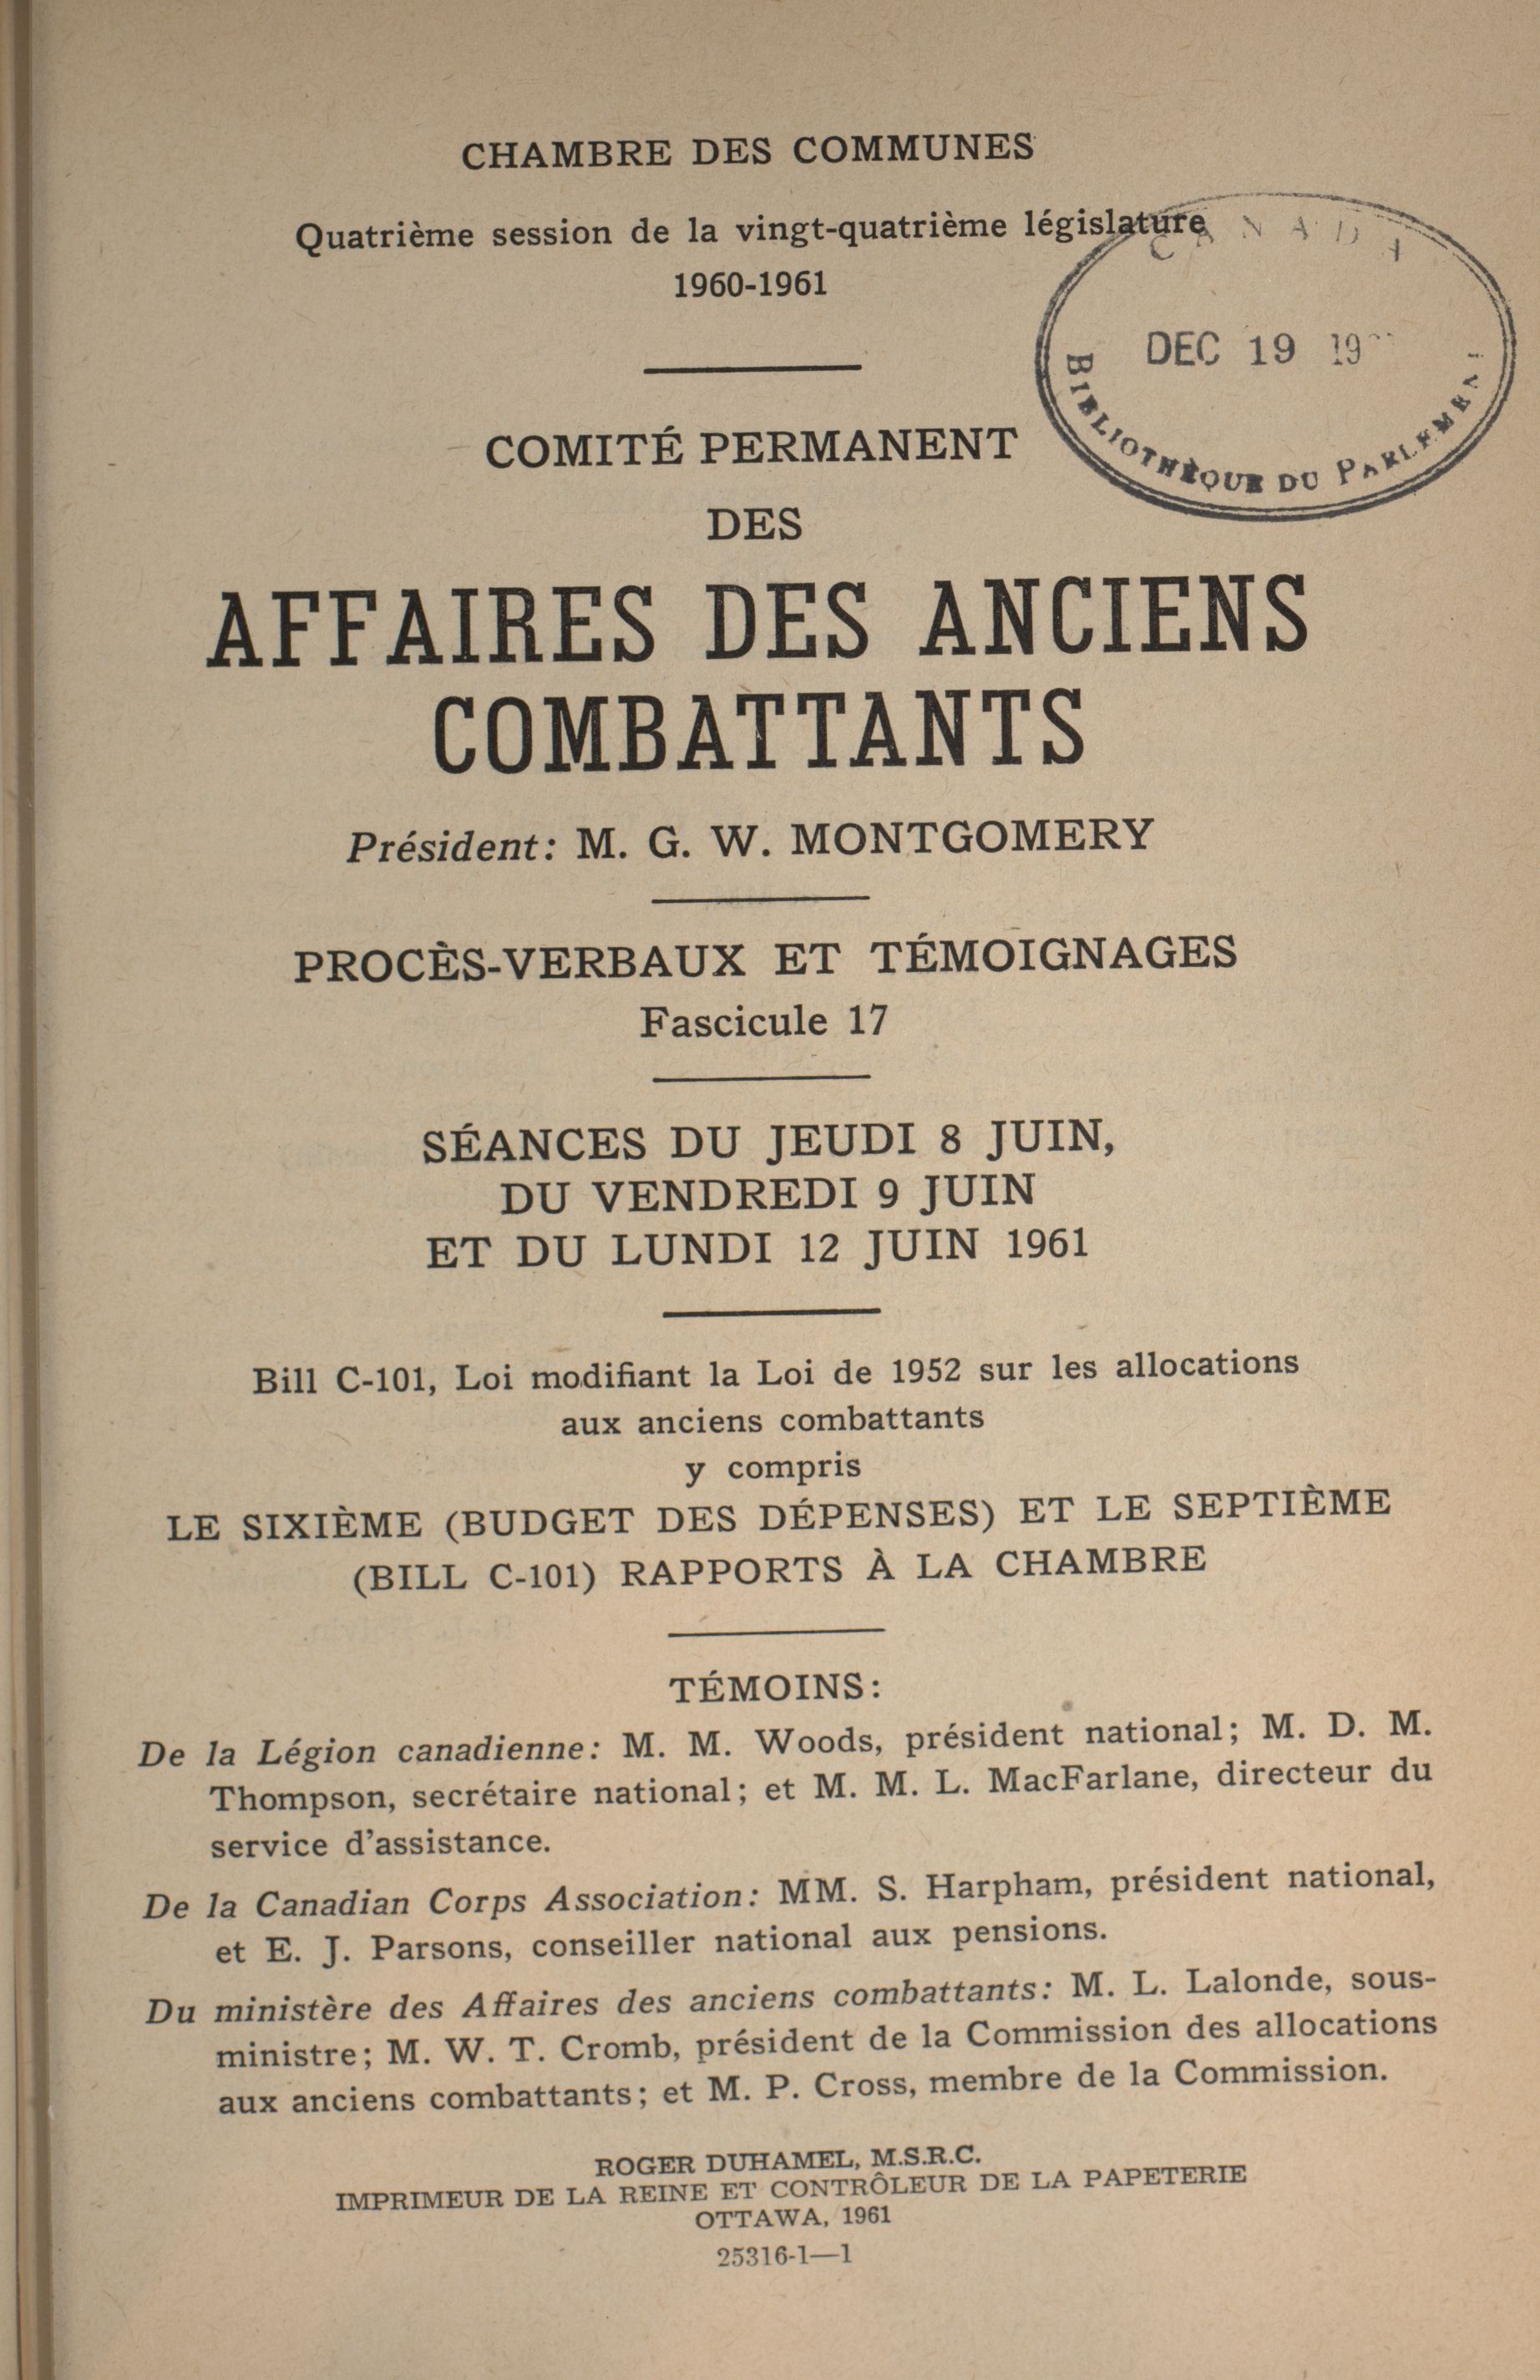 CHAMBRE DES COMMUNES
Quatrième session de la vingt-quatrième législature
1960-1961
CANADA
DEC 19
BIBLIOTHÈQUE DU PARLEMENT
COMITÉ PERMANENT
DES
AFFAIRES DES ANCIENS
COMBATTANTS
Président: M. G. W. MONTGOMERY
PROCÈS-VERBAUX ET TÉMOIGNAGES
Fascicule 17
SÉANCES DU JEUDI 8 JUIN,
DU VENDREDI 9 JUIN
ET DU LUNDI 12 JUIN 1961
Bill C-101, Loi modifiant la Loi de 1952 sur les allocations
aux anciens combattants
y compris
LE SIXIÈME (BUDGET DES DÉPENSES) ET LE SEPTIÈME
(BILL C-101) RAPPORTS À LA CHAMBRE
TÉMOINS:
De la Légion canadienne: M. M. Woods, président national; M. D. M.
Thompson, secrétaire national; et M. M. L. MacFarlane, directeur du
service d'assistance.
De la Canadian Corps Association: MM. S. Harpham, président national,
et E. J. Parsons, conseiller national aux pensions.
Du ministère des Affaires des anciens combattants: M. L. Lalonde, sous-
ministre; M. W. T. Cromb, président de la Commission des allocations
aux anciens combattants; et M. P. Cross, membre de la Commission.
ROGER DUHAMEL, M.S.R.C.
IMPRIMEUR DE LA REINE ET CONTRÔLEUR DE LA PAPETERIE
OTTAWA, 1961
25316-1—1